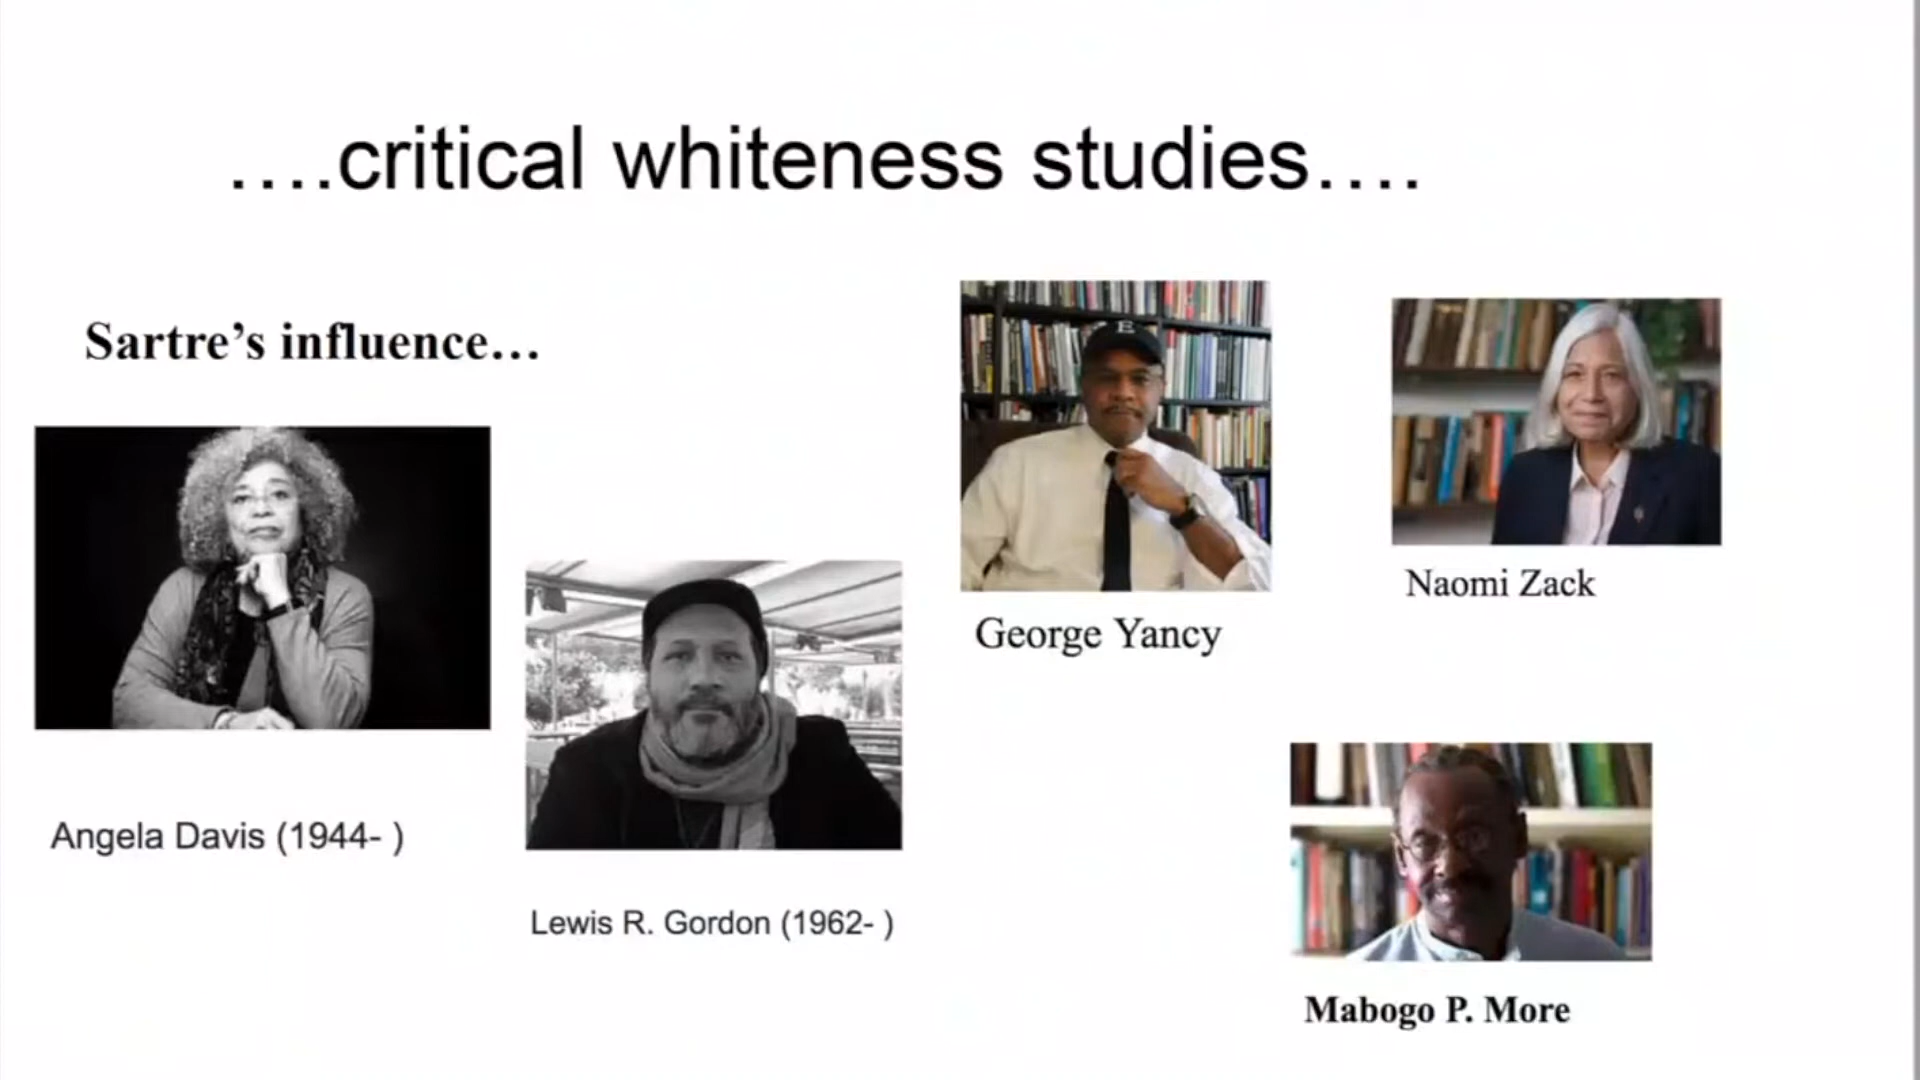 ....critical whiteness studies....
Sartre’s influence…
E
George Yancy
Naomi Zack
Angela Davis (1944- )
Lewis R. Gordon (1962- )
Mabogo P. More